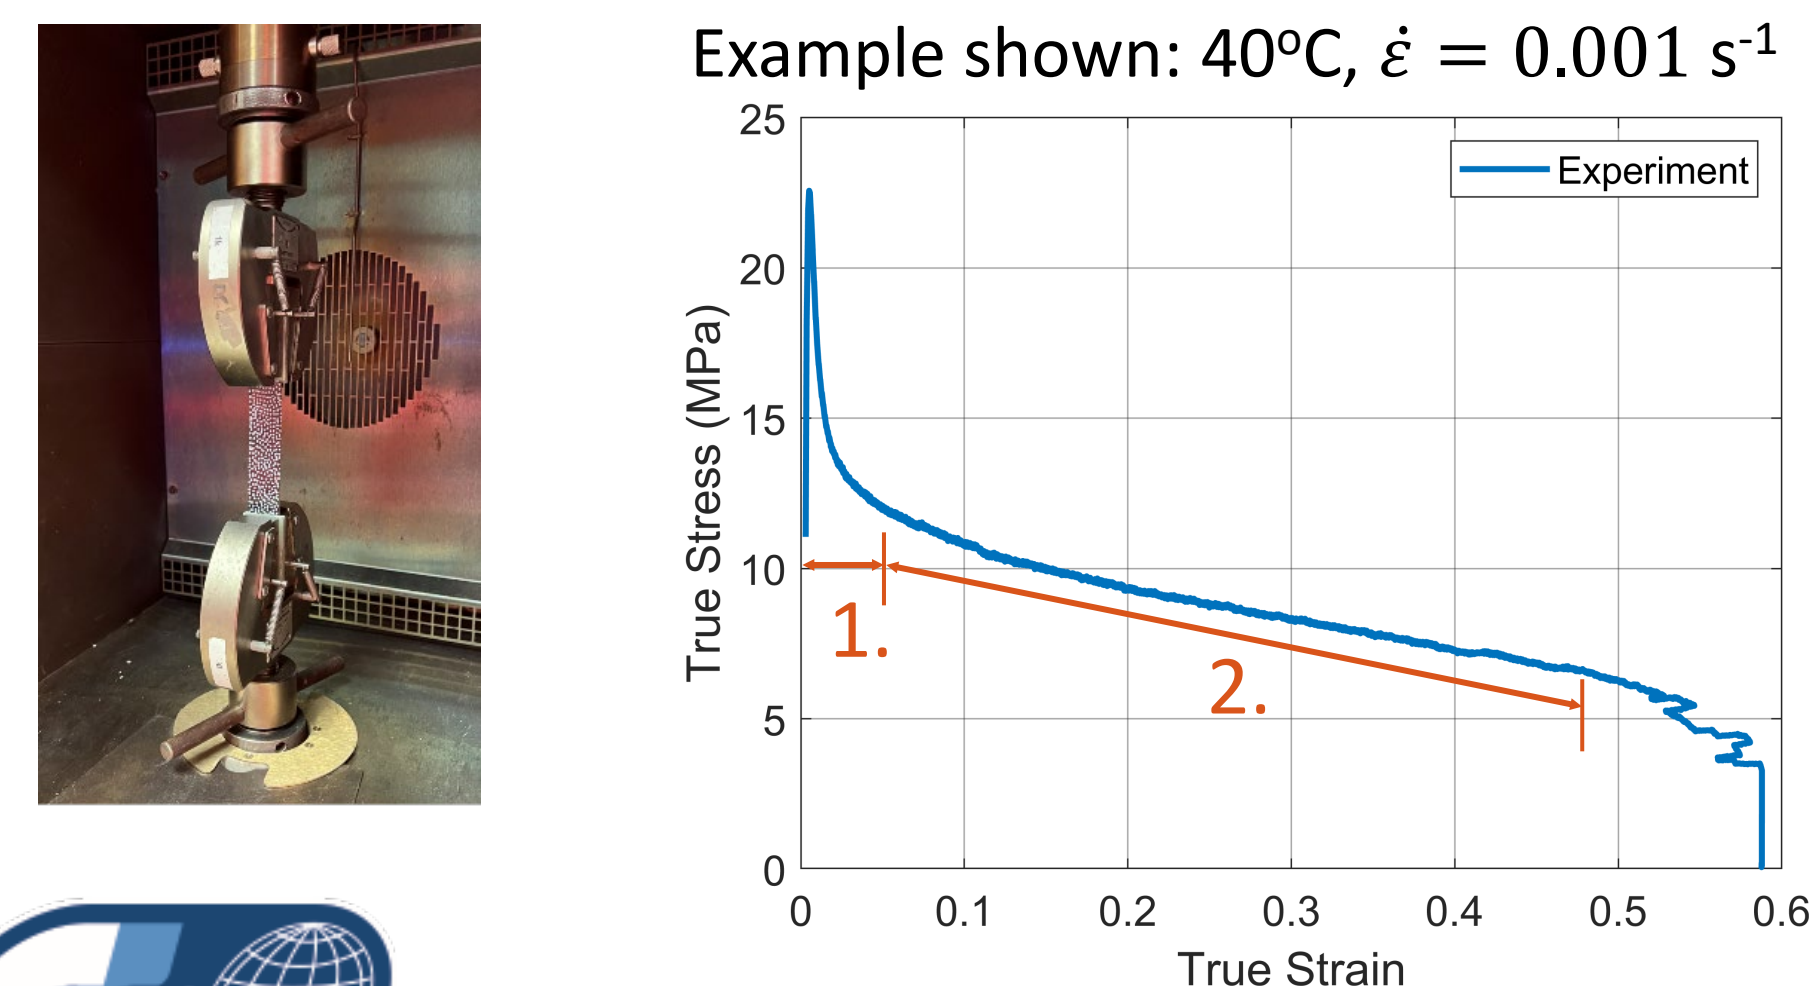 Example shown: 40ºC, ε̇ = 0.001 s⁻¹
25
20
15
10
5
0
True Stress (MPa)
Experiment
1.
2.
0 0.1 0.2 0.3 0.4 0.5 0.6
True Strain